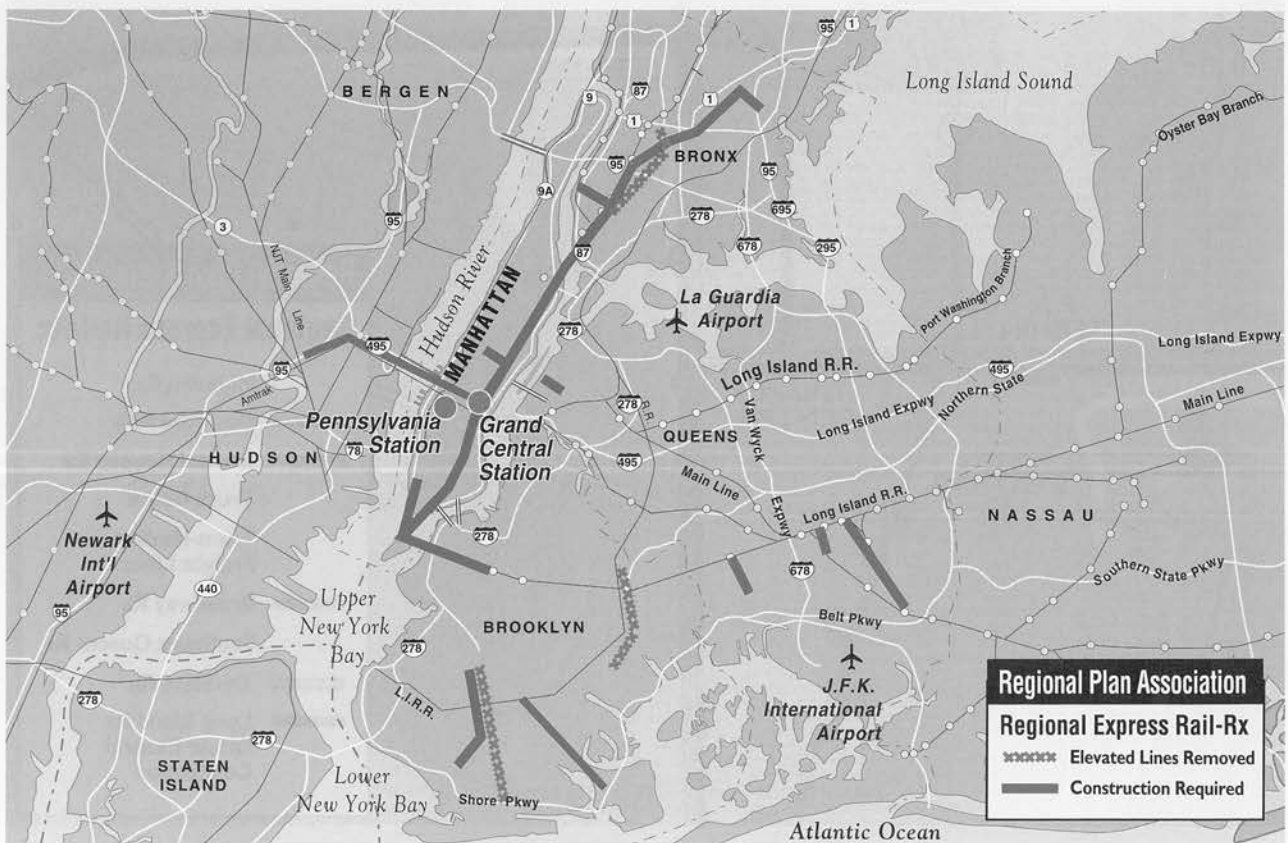 95
1
Long Island Sound
BERGEN
87
9
1
1
Oyster Bay Branch
BRONX
95
95
9A
695
278
3
95
678
295
87
NJT Main
Line
Hudson River
MANHATTAN
La Guardia
Airport
Port Washington Branch
278
495
Long Island R.R.
Long Island Expwy
495
95
Amtrak
Northern State
Main Line
278
R.R.
Pennsylvania
Station
Grand
Central
Station
QUEENS
Van Wyck
Expwy
Long Island Expwy
HUDSON
78
495
Main Line
Long Island R.R.
NASSAU
278
Newark
Int'l
Airport
678
Southern State Pkwy
440
95
Upper
New York
Bay
BROOKLYN
Belt Pkwy
278
J.F.K.
International
Airport
L.I.R.R.
278
278
STATEN
ISLAND
Lower
New York Bay
Shore Pkwy
Atlantic Ocean
Regional Plan Association
Regional Express Rail-Rx
Elevated Lines Removed
Construction Required